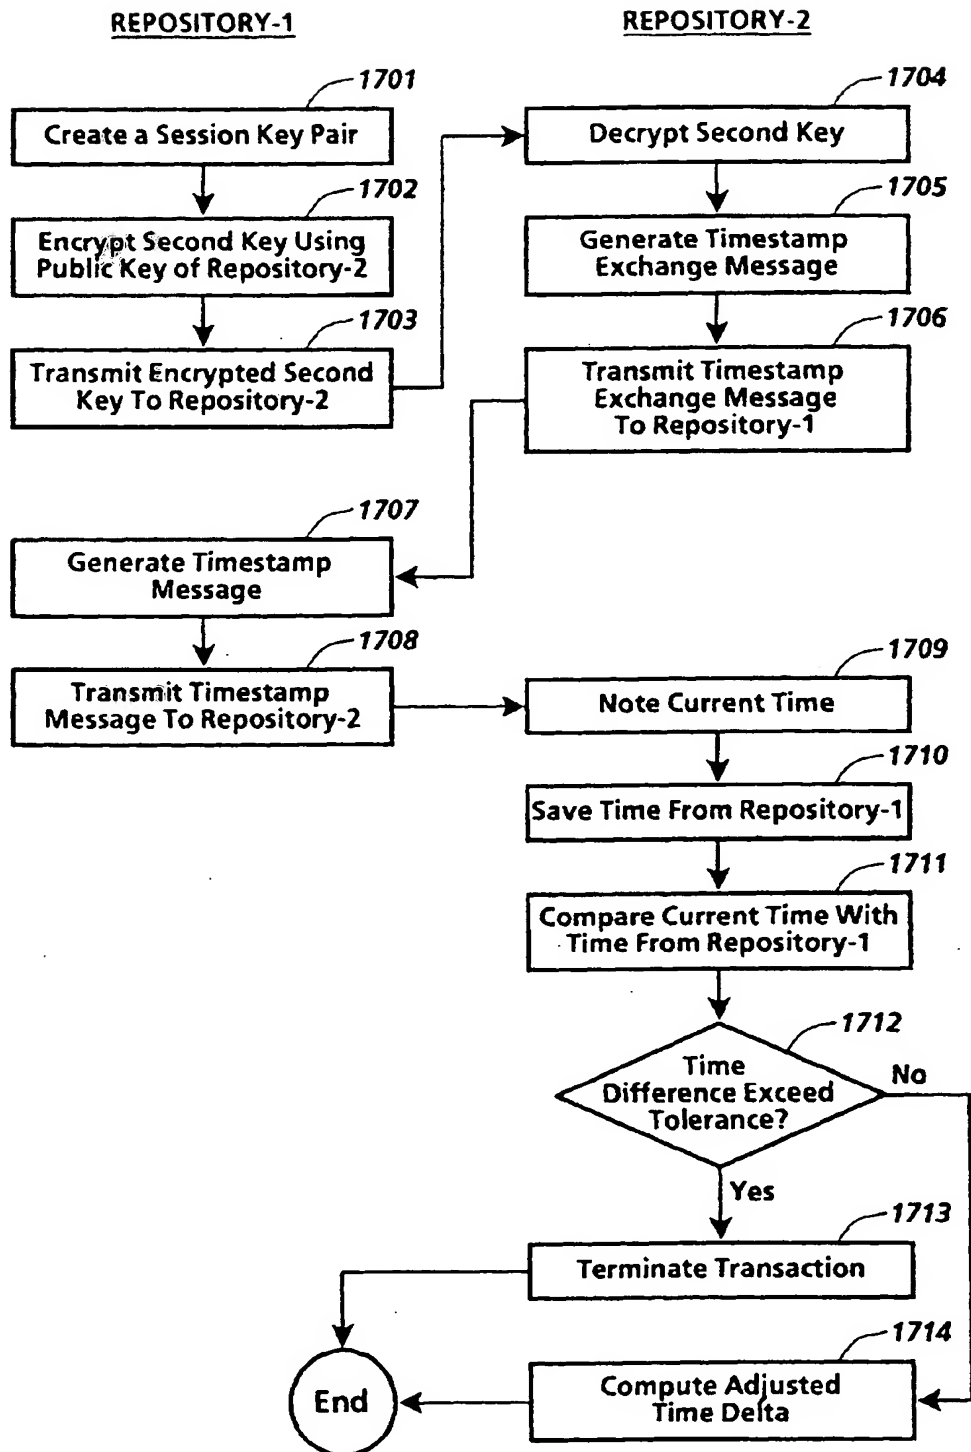 REPOSITORY-1
REPOSITORY-2
1701
Create a Session Key Pair
1702
Encrypt Second Key Using
Public Key of Repository-2
1703
Transmit Encrypted Second
Key To Repository-2
1704
Decrypt Second Key
1705
Generate Timestamp
Exchange Message
1706
Transmit Timestamp
Exchange Message
To Repository-1
1707
Generate Timestamp
Message
1708
Transmit Timestamp
Message To Repository-2
1709
Note Current Time
1710
Save Time From Repository-1
1711
Compare Current Time With
Time From Repository-1
1712
Time
Difference Exceed
Tolerance?
No
Yes
1713
Terminate Transaction
1714
Compute Adjusted
Time Delta
End